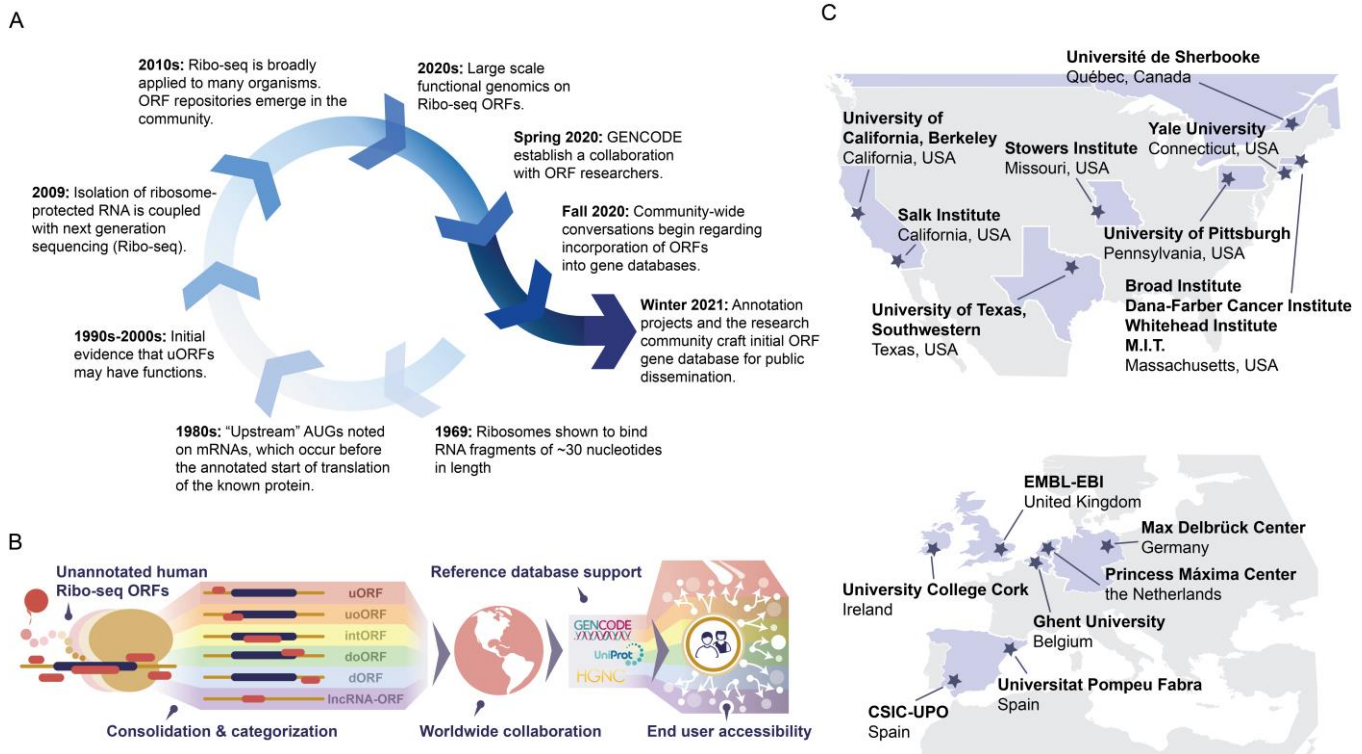 A
2010s: Ribo-seq is broadly
applied to many organisms.
ORF repositories emerge in the
community.
2020s: Large scale
functional genomics on
Ribo-seq ORFs.
Spring 2020: GENCODE
establish a collaboration
with ORF researchers.
2009: Isolation of ribosome-
protected RNA is coupled
with next generation
sequencing (Ribo-seq).
Fall 2020: Community-wide
conversations begin regarding
incorporation of ORFs
into gene databases.
1990s-2000s: Initial
evidence that uORFs
may have functions.
Winter 2021: Annotation
projects and the research
community craft initial ORF
gene database for public
dissemination.
1980s: “Upstream” AUGs noted
on mRNAs, which occur before
the annotated start of translation
of the known protein.
1969: Ribosomes shown to bind
RNA fragments of ~30 nucleotides
in length
B
Unannotated human
Ribo-seq ORFs
uORF
uoORF
intORF
doORF
dORF
lncRNA-ORF
Consolidation & categorization
Worldwide collaboration
Reference database support
GENCODE
UniProt
HGNC
End user accessibility
C
Université de Sherbooke
Québec, Canada
University of
California, Berkeley
California, USA
Stowers Institute
Missouri, USA
Yale University
Connecticut, USA
Salk Institute
California, USA
University of Pittsburgh
Pennsylvania, USA
University of Texas,
Southwestern
Texas, USA
Broad Institute
Dana-Farber Cancer Institute
Whitehead Institute
M.I.T.
Massachusetts, USA
EMBL-EBI
United Kingdom
Max Delbrück Center
Germany
Princess Máxima Center
the Netherlands
University College Cork
Ireland
Ghent University
Belgium
Universitat Pompeu Fabra
Spain
CSIC-UPO
Spain